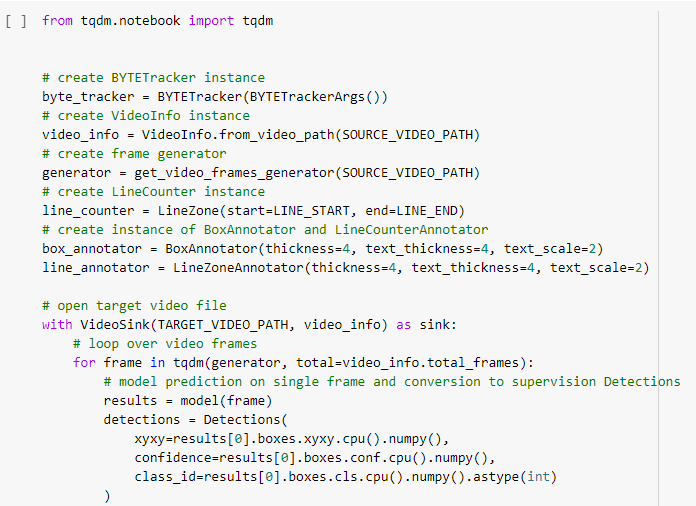 [ ] from tqdm.notebook import tqdm
# create BYTETracker instance
byte_tracker = BYTETracker(BYTETrackerArgs())
# create VideoInfo instance
video_info = VideoInfo.from_video_path(SOURCE_VIDEO_PATH)
# create frame generator
generator = get_video_frames_generator(SOURCE_VIDEO_PATH)
# create LineCounter instance
line_counter = LineZone(start=LINE_START, end=LINE_END)
# create instance of BoxAnnotator and LineCounterAnnotator
box_annotator = BoxAnnotator(thickness=4, text_thickness=4, text_scale=2)
line_annotator = LineZoneAnnotator(thickness=4, text_thickness=4, text_scale=2)
# open target video file
with VideoSink(TARGET_VIDEO_PATH, video_info) as sink:
    # loop over video frames
    for frame in tqdm(generator, total=video_info.total_frames):
        # model prediction on single frame and conversion to supervision Detections
        results = model(frame)
        detections = Detections(
            xyxy=results[0].boxes.xyxy.cpu().numpy(),
            confidence=results[0].boxes.conf.cpu().numpy(),
            class_id=results[0].boxes.cls.cpu().numpy().astype(int)
        )